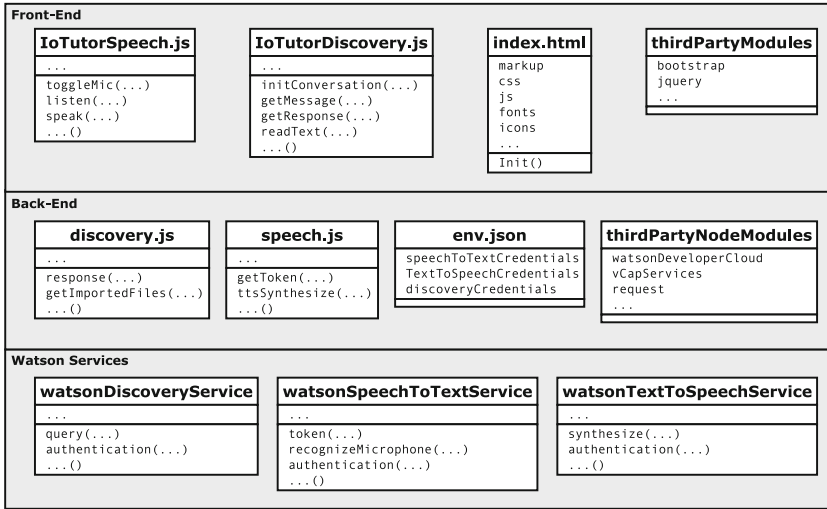 Front-End
IoTutorSpeech.js
...
toggleMic(...)
listen(...)
speak(...)
...()
IoTutorDiscovery.js
...
initConversation(...)
getMessage(...)
getResponse(...)
readText(...)
...()
index.html
markup
css
js
fonts
icons
...
Init()
thirdPartyModules
bootstrap
jquery
...
Back-End
discovery.js
...
response(...)
getImportedFiles(...)
...()
speech.js
...
getToken(...)
ttsSynthesize(...)
...()
env.json
speechToTextCredentials
TextToSpeechCredentials
discoveryCredentials
thirdPartyNodeModules
watsonDeveloperCloud
vCapServices
request
...
Watson Services
watsonDiscoveryService
...
query(...)
authentication(...)
...()
watsonSpeechToTextService
...
token(...)
recognizeMicrophone(...)
authentication(...)
...()
watsonTextToSpeechService
...
synthesize(...)
authentication(...)
...()